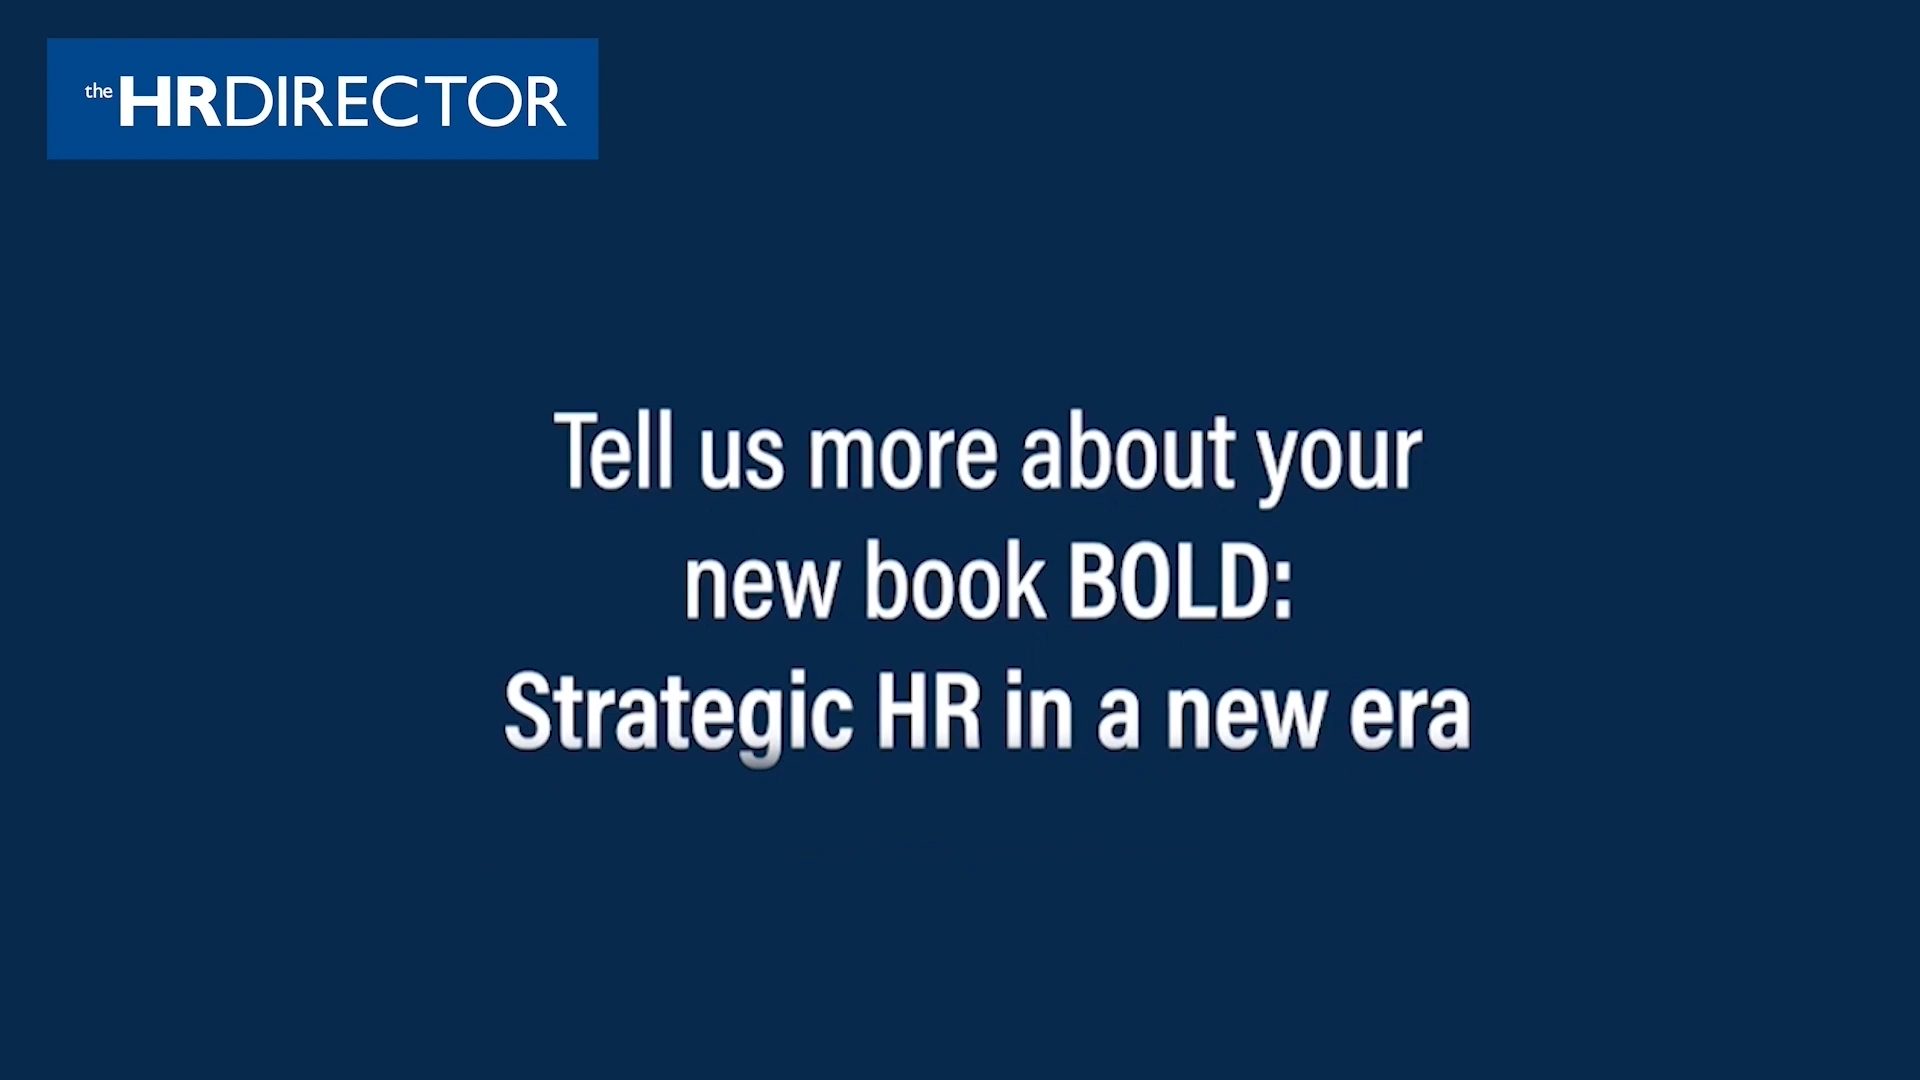 the HRDIRECTOR
Tell us more about your
new book BOLD:
Strategic HR in a new era